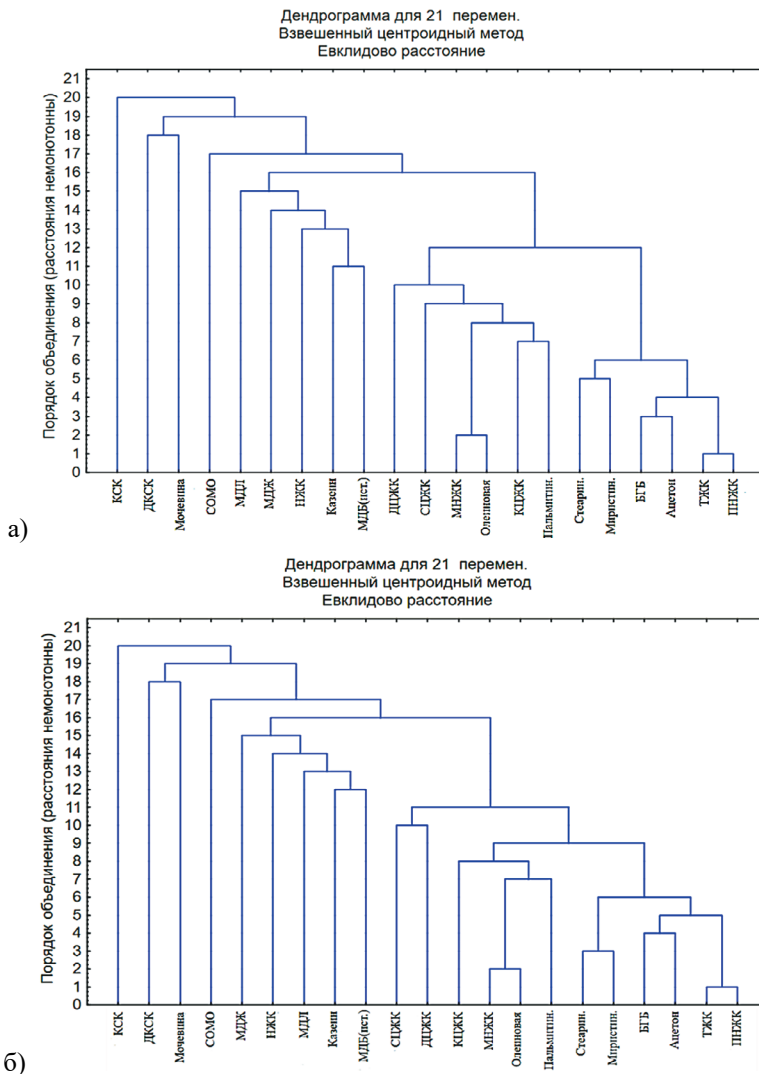 Дендрограмма для 21 перемен.
Взвешенный центроидный метод
Евклидово расстояние
Порядок объединения (расстояния немонотонны)
21
20
19
18
17
16
15
14
13
12
11
10
9
8
7
6
5
4
3
2
1
0
КСК
ДКСК
Мочевина
СОМО
МДЛ
МДЖ
НЖК
Казеин
МДБ(ист.)
ДЦЖК
СЦЖК
МНЖК
Олеиновая
КЦЖК
Пальмитин.
Стеарин.
Миристин.
БГБ
Ацетон
ТЖК
ПНЖК
а)
Дендрограмма для 21 перемен.
Взвешенный центроидный метод
Евклидово расстояние
Порядок объединения (расстояния немонотонны)
21
20
19
18
17
16
15
14
13
12
11
10
9
8
7
6
5
4
3
2
1
0
КСК
ДКСК
Мочевина
СОМО
МДЖ
НЖК
МДЛ
Казеин
МДБ(ист.)
СЦЖК
ДЦЖК
КЦЖК
МНЖК
Олеиновая
Пальмитин.
Стеарин.
Миристин.
БГБ
Ацетон
ТЖК
ПНЖК
б)